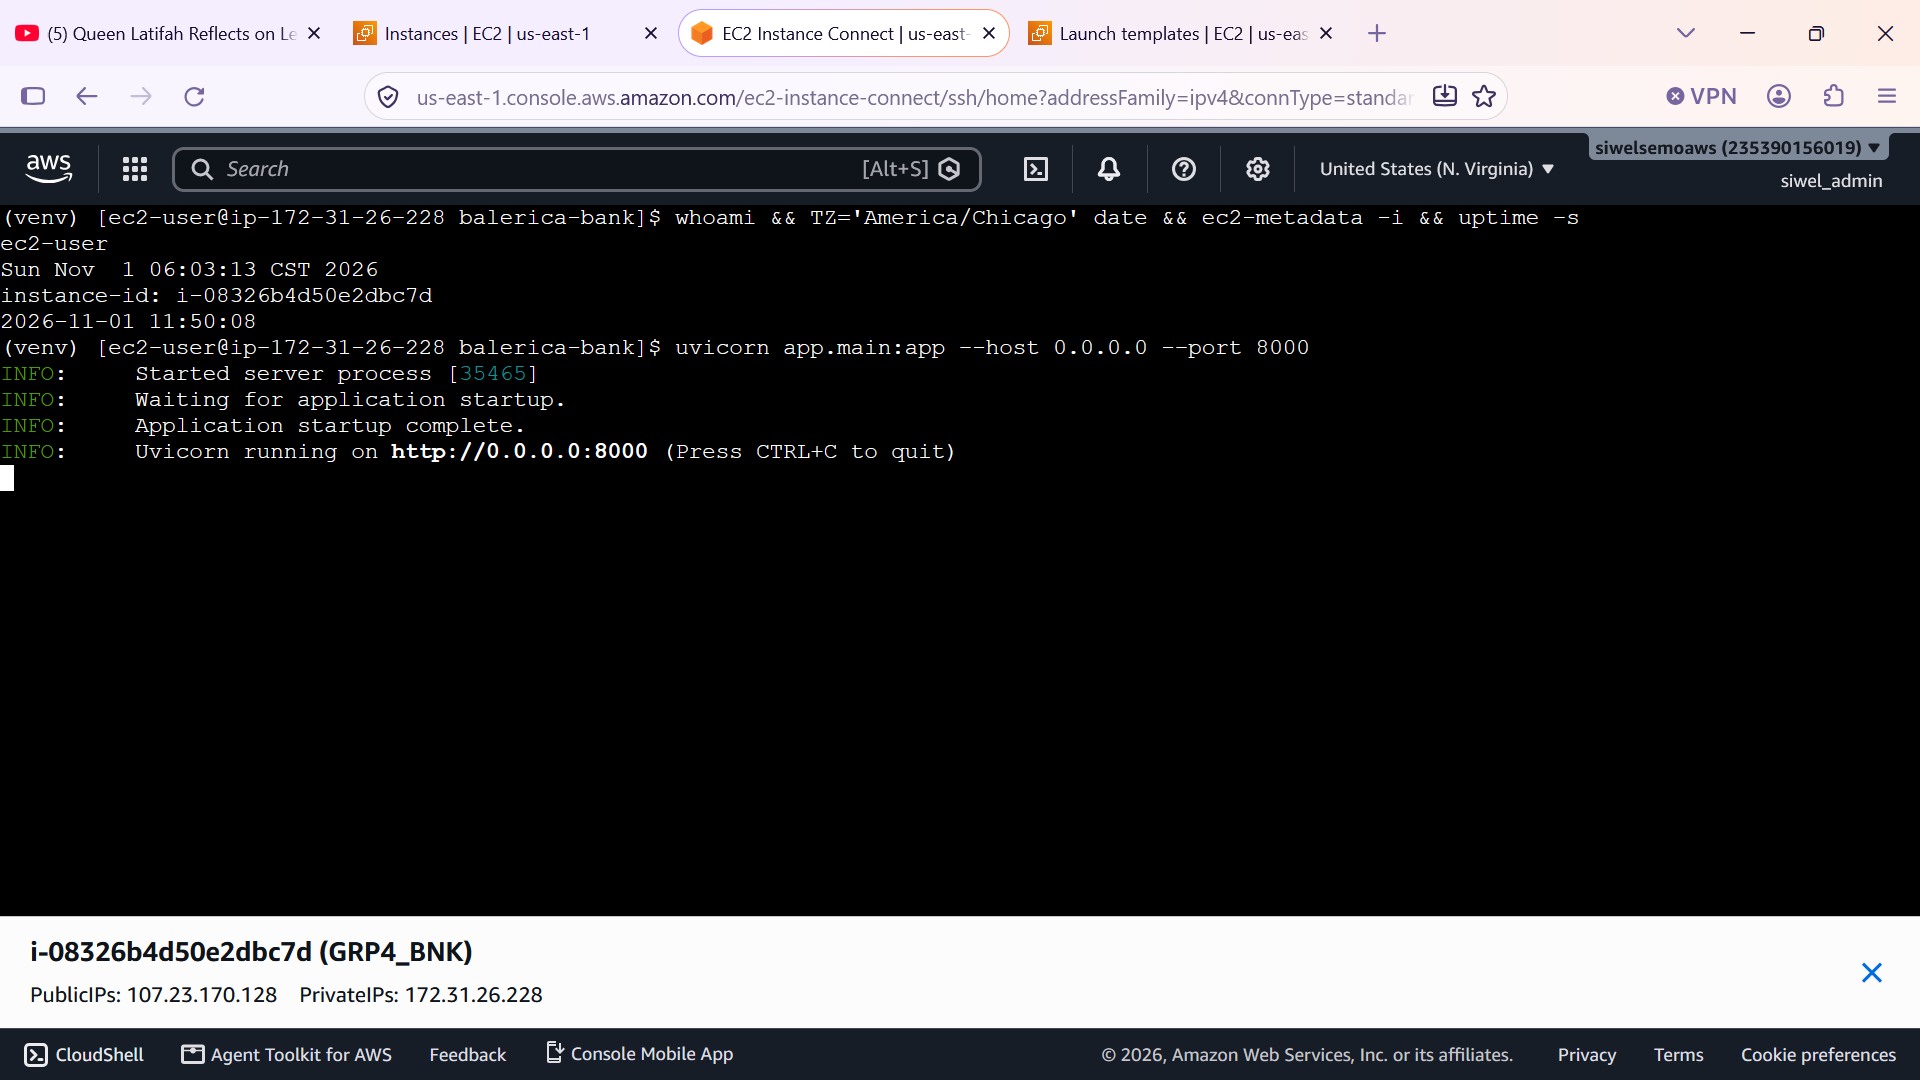 (5) Queen Latifah Reflects on Le
Instances | EC2 | us-east-1
EC2 Instance Connect | us-east-
Launch templates | EC2 | us-eas
us-east-1.console.aws.amazon.com/ec2-instance-connect/ssh/home?addressFamily=ipv4&connType=standar
VPN
aws
Search
[Alt+S]
United States (N. Virginia)
siwelsemoaws (235390156019)
siwel_admin
(venv) [ec2-user@ip-172-31-26-228 balerica-bank]$ whoami && TZ='America/Chicago' date && ec2-metadata -i && uptime -s
ec2-user
Sun Nov  1 06:03:13 CST 2026
instance-id: i-08326b4d50e2dbc7d
2026-11-01 11:50:08
(venv) [ec2-user@ip-172-31-26-228 balerica-bank]$ uvicorn app.main:app --host 0.0.0.0 --port 8000
INFO:     Started server process [35465]
INFO:     Waiting for application startup.
INFO:     Application startup complete.
INFO:     Uvicorn running on http://0.0.0.0:8000 (Press CTRL+C to quit)
i-08326b4d50e2dbc7d (GRP4_BNK)
PublicIPs: 107.23.170.128 PrivateIPs: 172.31.26.228
CloudShell
Agent Toolkit for AWS
Feedback
Console Mobile App
© 2026, Amazon Web Services, Inc. or its affiliates.
Privacy
Terms
Cookie preferences